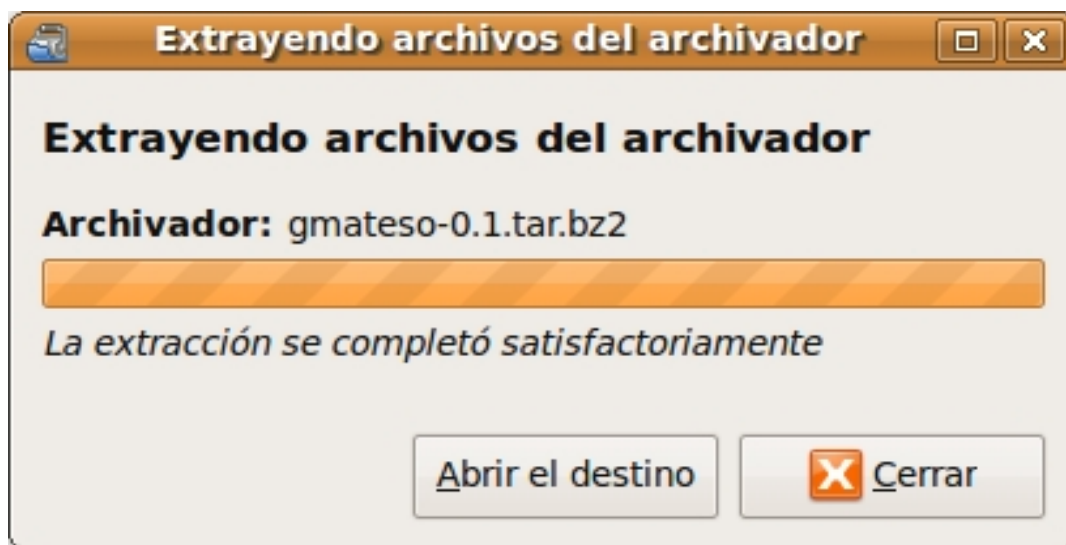 Extrayendo archivos del archivador
Extrayendo archivos del archivador
Archivador: gmateso-0.1.tar.bz2
La extracción se completó satisfactoriamente
Abrir el destino
Cerrar